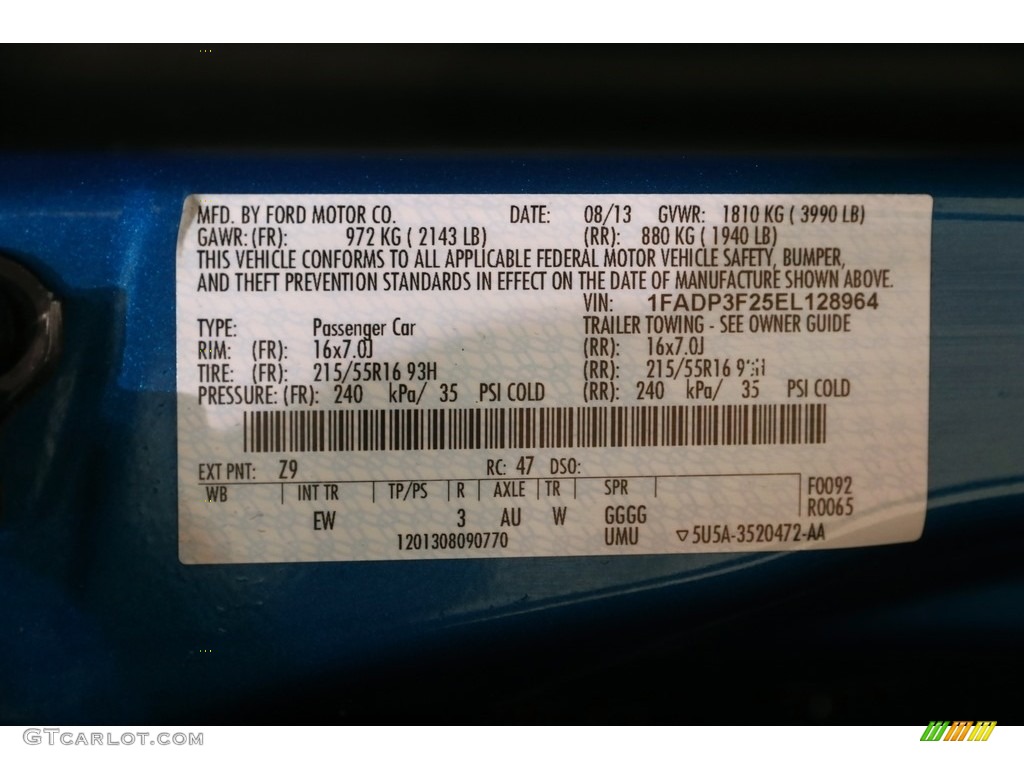 MFD. BY FORD MOTOR CO. DATE: 08/13 GVWR: 1810 KG ( 3990 LB)
GAWR: (FR): 972 KG ( 2143 LB) (RR): 880 KG ( 1940 LB)
THIS VEHICLE CONFORMS TO ALL APPLICABLE FEDERAL MOTOR VEHICLE SAFETY, BUMPER,
AND THEFT PREVENTION STANDARDS IN EFFECT ON THE DATE OF MANUFACTURE SHOWN ABOVE.
VIN: 1FADP3F25EL128964
TYPE: Passenger Car TRAILER TOWING - SEE OWNER GUIDE
RIM: (FR): 16x7.0J (RR): 16x7.0J
TIRE: (FR): 215/55R16 93H (RR): 215/55R16
PRESSURE: (FR): 240 kPa/ 35 PSI COLD (RR): 240 kPa/ 35 PSI COLD
EXT PNT: Z9 RC: 47 DSO:
WB INT TR TP/PS R AXLE TR SPR F0092
R0065
EW 3 AU W GGGG
1201308090770 UMU ▽5U5A-3520472-AA
GTCARLOT.COM